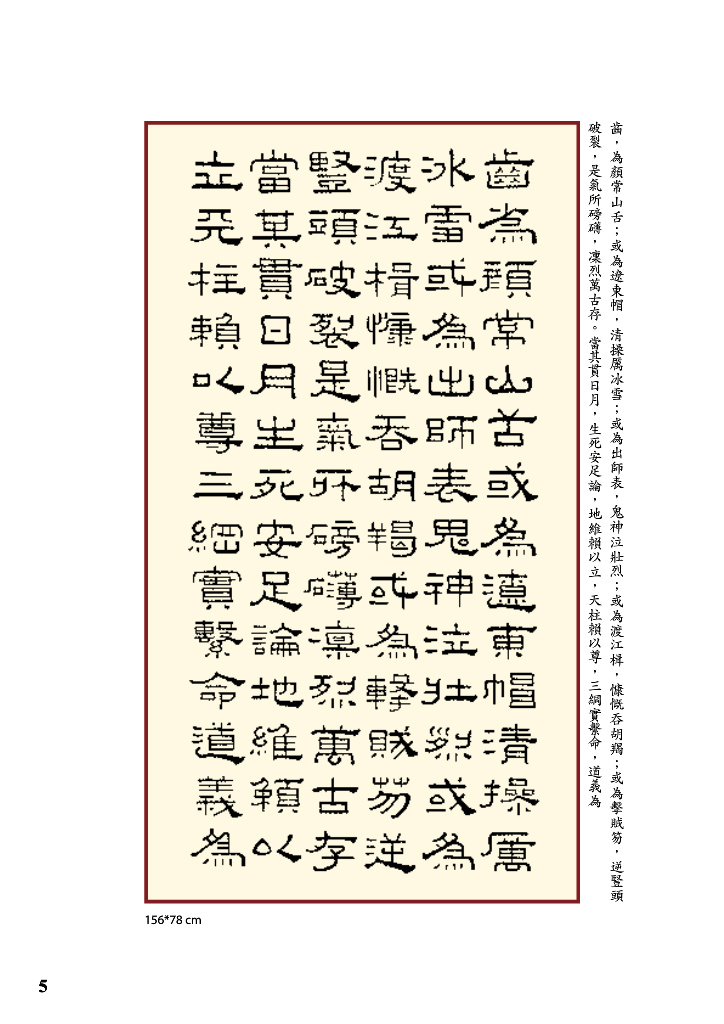 齒,為顏常山舌;或為遼東帽,清操厲冰雪;或為出師表,鬼神泣壯烈;或為渡江楫,慷慨吞胡羯;或為擊賊笏,逆豎頭
破裂,是氣所磅礡,凜烈萬古存。當其貫日月,生死安足論,地維賴以立,天柱賴以尊,三綱實繫命,道義為
齒為顏常山舌或為遼東帽清操厲
冰雪或為出師表鬼神泣壯烈或為
渡江楫慷慨吞胡羯或為擊賊笏逆
豎頭破裂是氣所磅礡凜烈萬古存
當其貫日月生死安足論地維賴以
立天柱賴以尊三綱實繫命道義為
156*78 cm
5